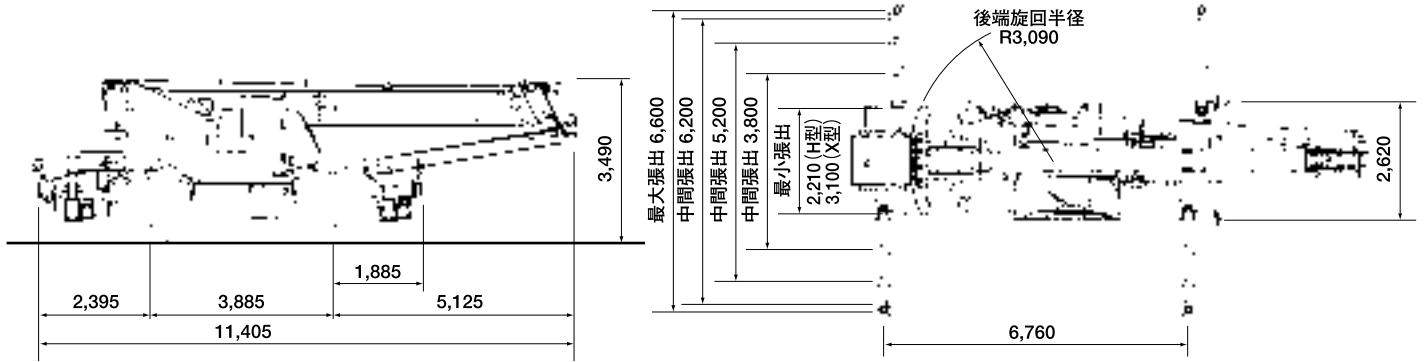 3,490
1,885
2,395
3,885
5,125
11,405
最大張出 6,600
中間張出 6,200
中間張出 5,200
中間張出 3,800
最小張出
2,210（H型）
3,100（X型）
後端旋回半径
R3,090
2,620
6,760